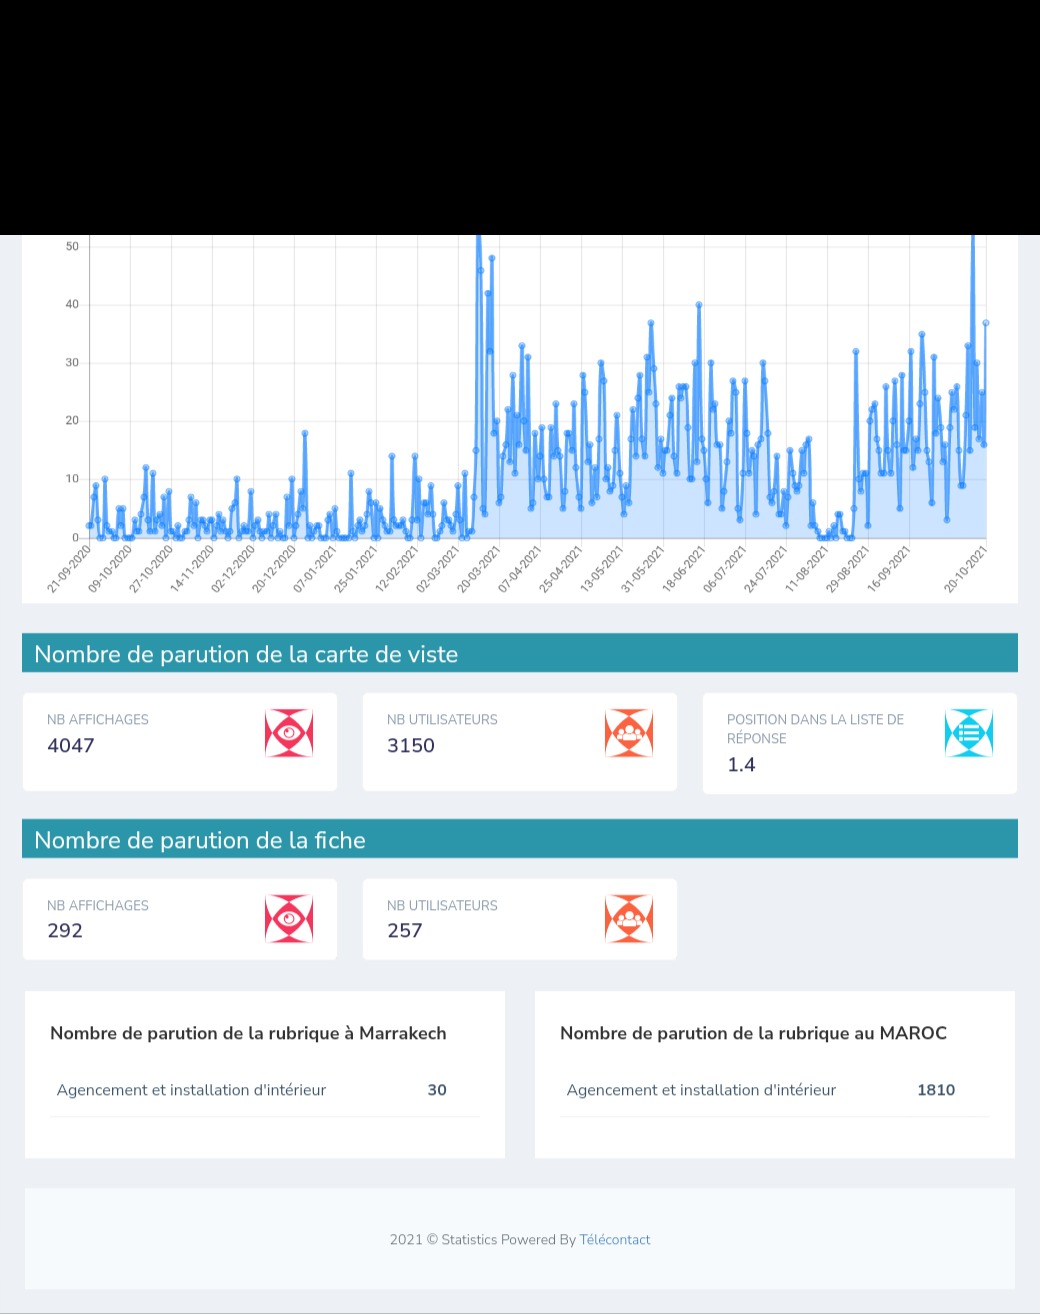 50
40
30
20
10
0
21-09-2020
09-10-2020
27-10-2020
14-11-2020
02-12-2020
20-12-2020
07-01-2021
25-01-2021
12-02-2021
02-03-2021
20-03-2021
07-04-2021
25-04-2021
13-05-2021
31-05-2021
18-06-2021
06-07-2021
24-07-2021
11-08-2021
29-08-2021
16-09-2021
20-10-2021
Nombre de parution de la carte de viste
NB AFFICHAGES
4047
NB UTILISATEURS
3150
POSITION DANS LA LISTE DE
RÉPONSE
1.4
Nombre de parution de la fiche
NB AFFICHAGES
292
NB UTILISATEURS
257
Nombre de parution de la rubrique à Marrakech
Agencement et installation d'intérieur 30
Nombre de parution de la rubrique au MAROC
Agencement et installation d'intérieur 1810
2021 © Statistics Powered By Télécontact